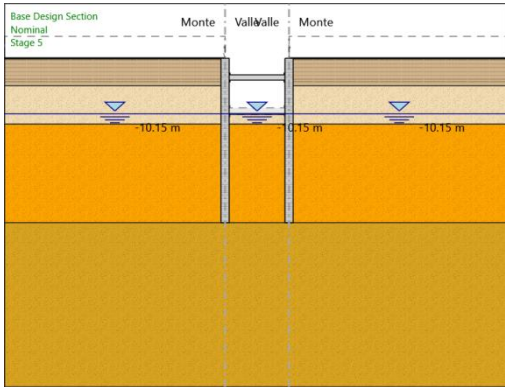 Base Design Section
Nominal
Stage 5
Monte Valle Valle Monte
-10.15 m -10.15 m -10.15 m